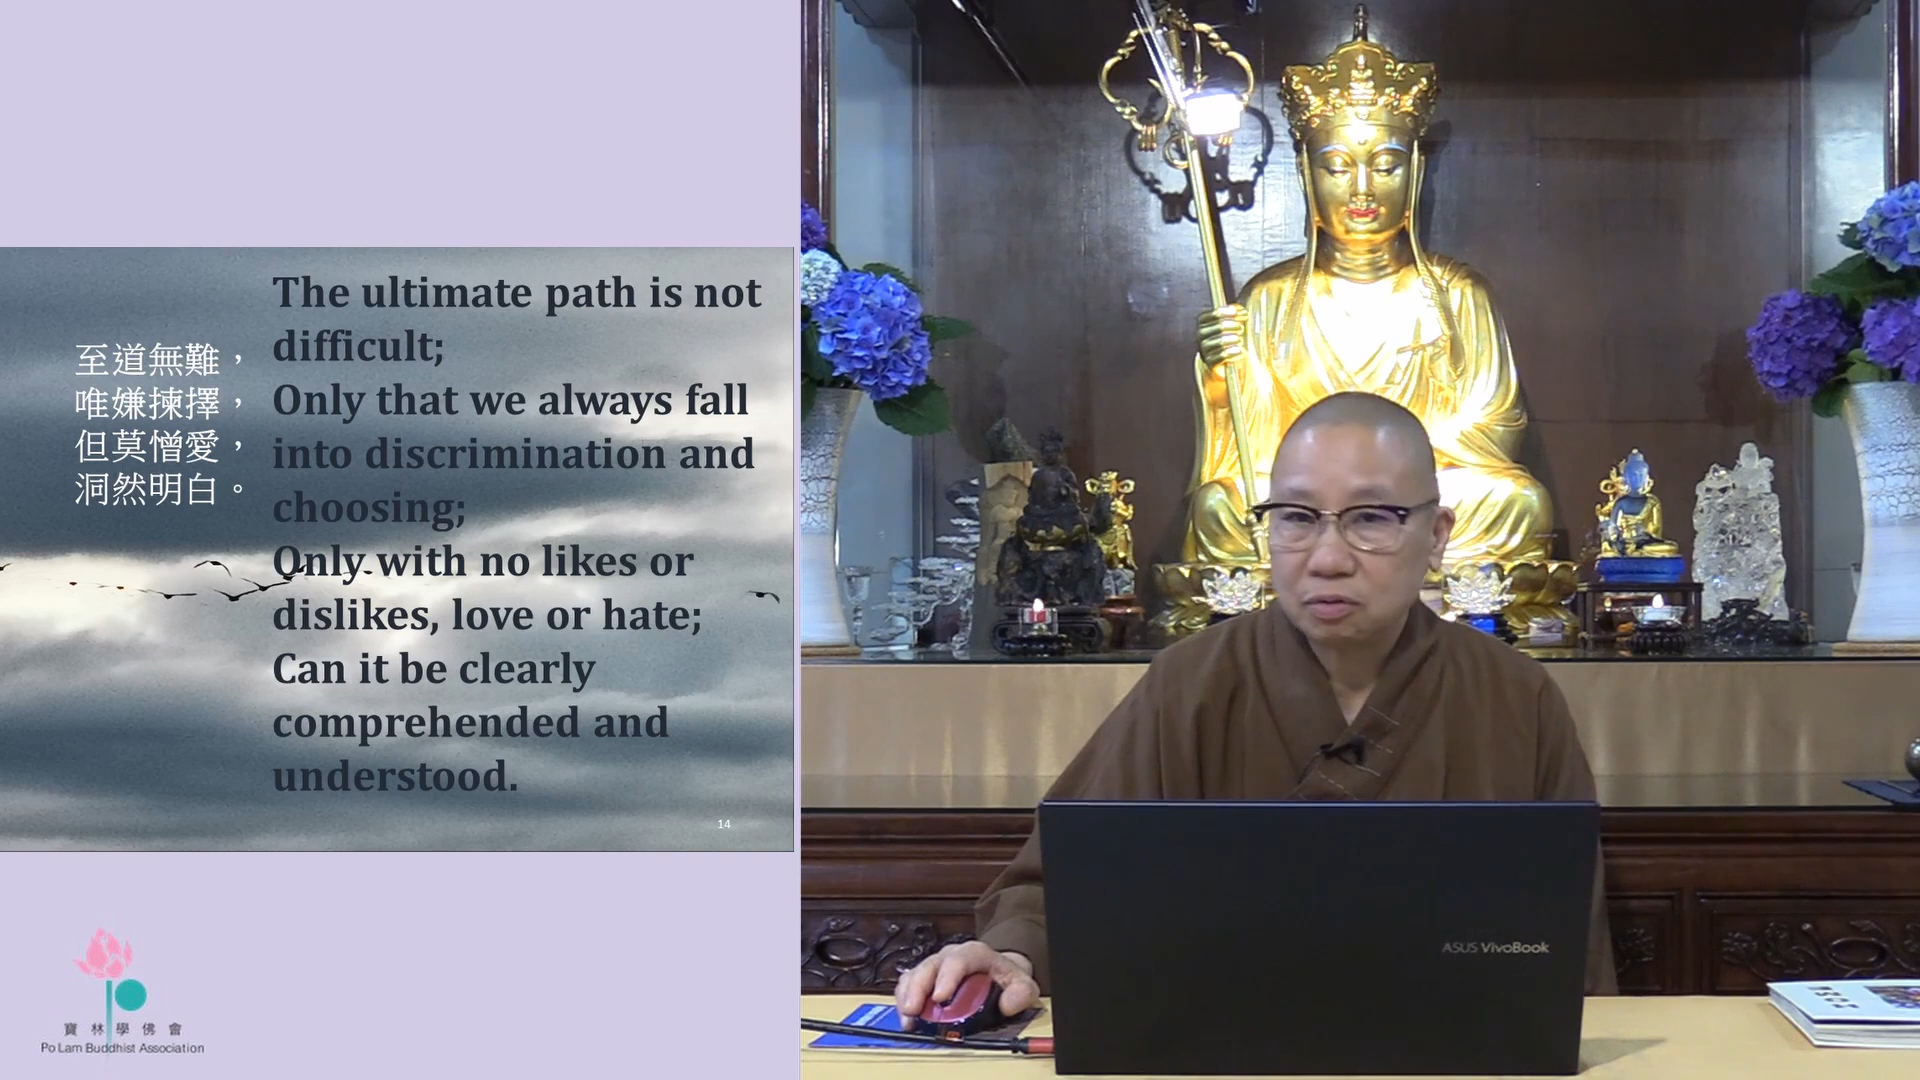 至道無難，
唯嫌揀擇，
但莫憎愛，
洞然明白。
The ultimate path is not
difficult;
Only that we always fall
into discrimination and
choosing;
Only with no likes or
dislikes, love or hate;
Can it be clearly
comprehended and
understood.
14
寶林學佛會
Po Lam Buddhist Association
ASUS VivoBook